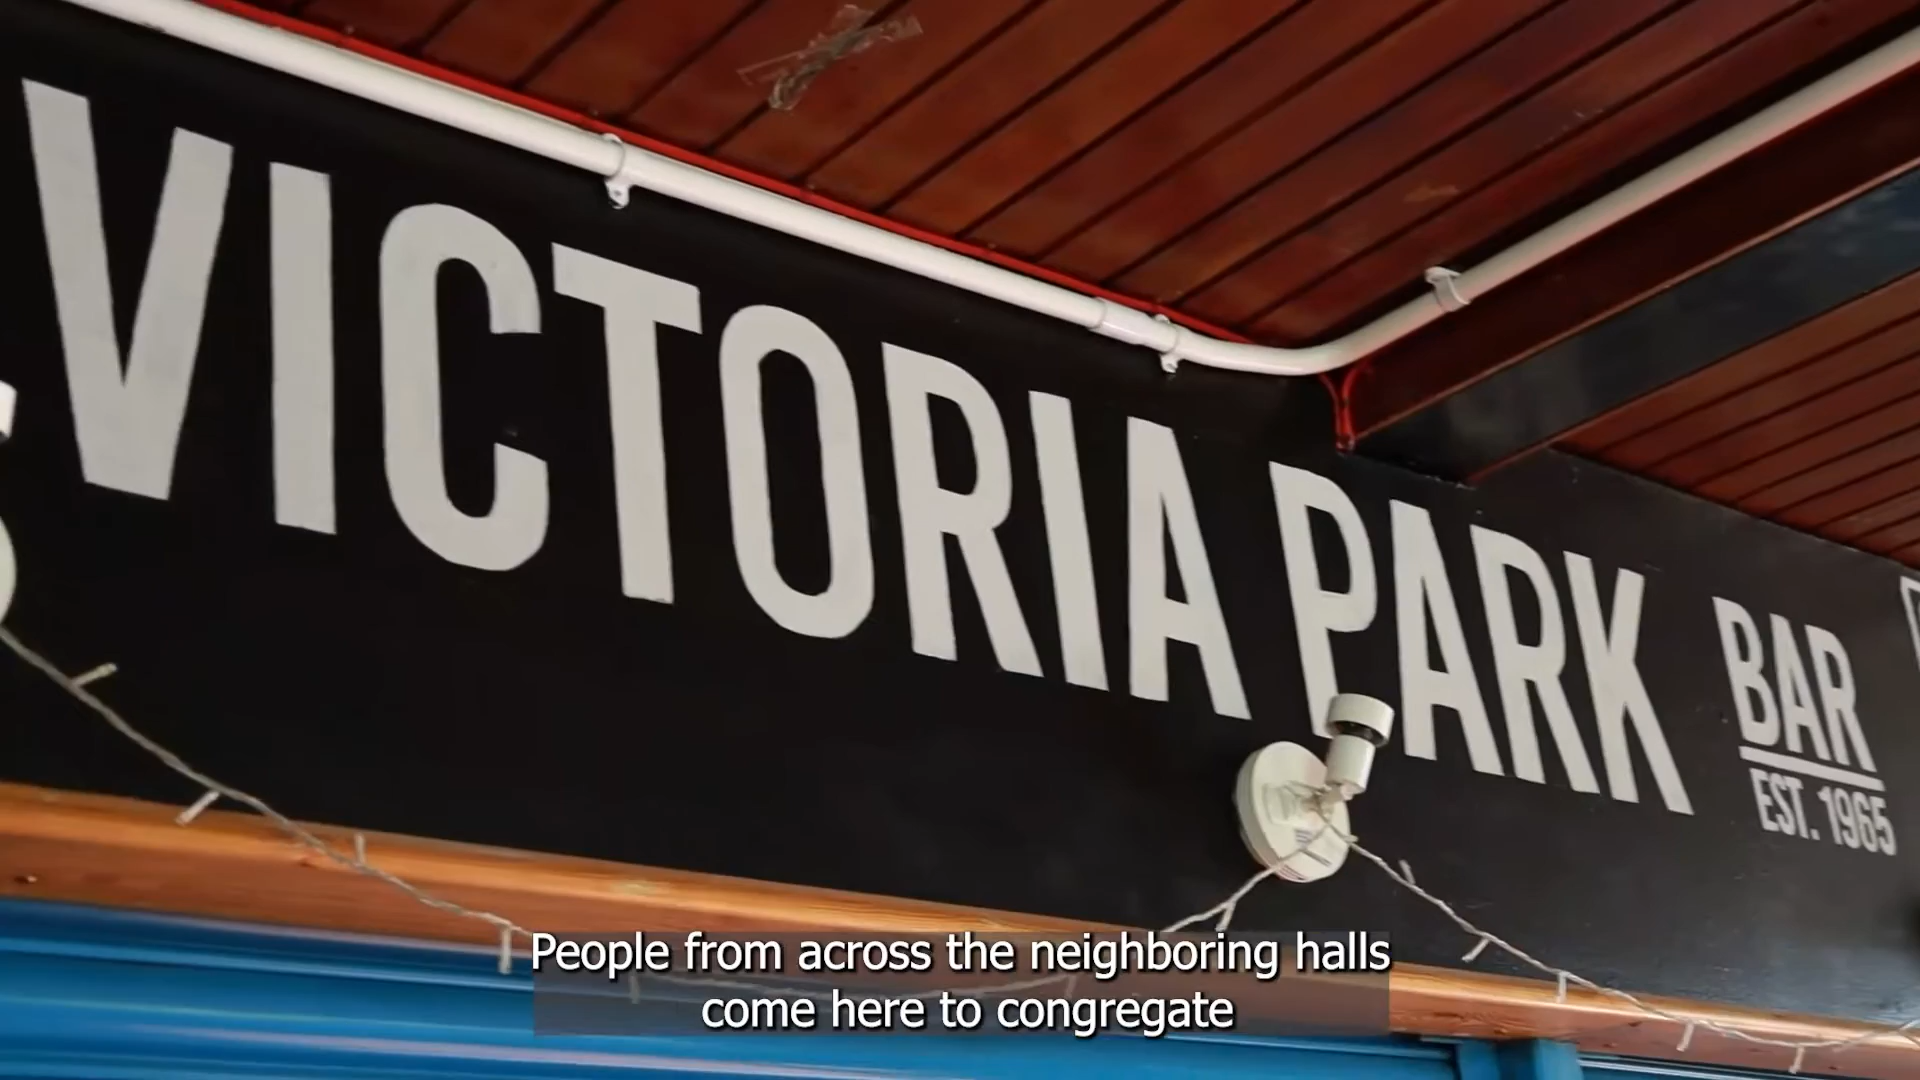 VICTORIA PARK BAR
EST. 1965
People from across the neighboring halls
come here to congregate